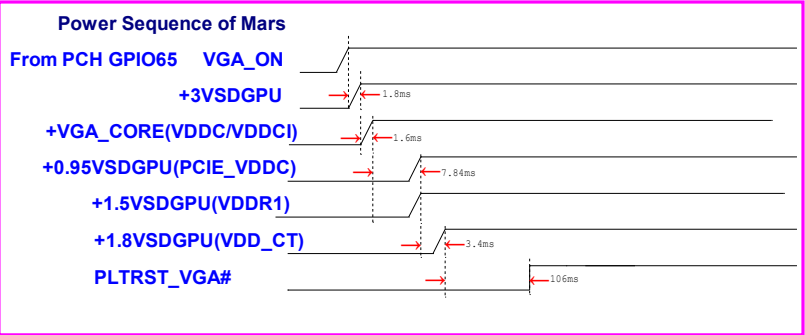 Power Sequence of Mars
From PCH GPIO65 VGA_ON
+3VSDGPU
1.8ms
+VGA_CORE(VDDC/VDDCI)
1.6ms
+0.95VSDGPU(PCIE_VDDC)
7.84ms
+1.5VSDGPU(VDDR1)
+1.8VSDGPU(VDD_CT)
3.4ms
PLTRST_VGA#
106ms